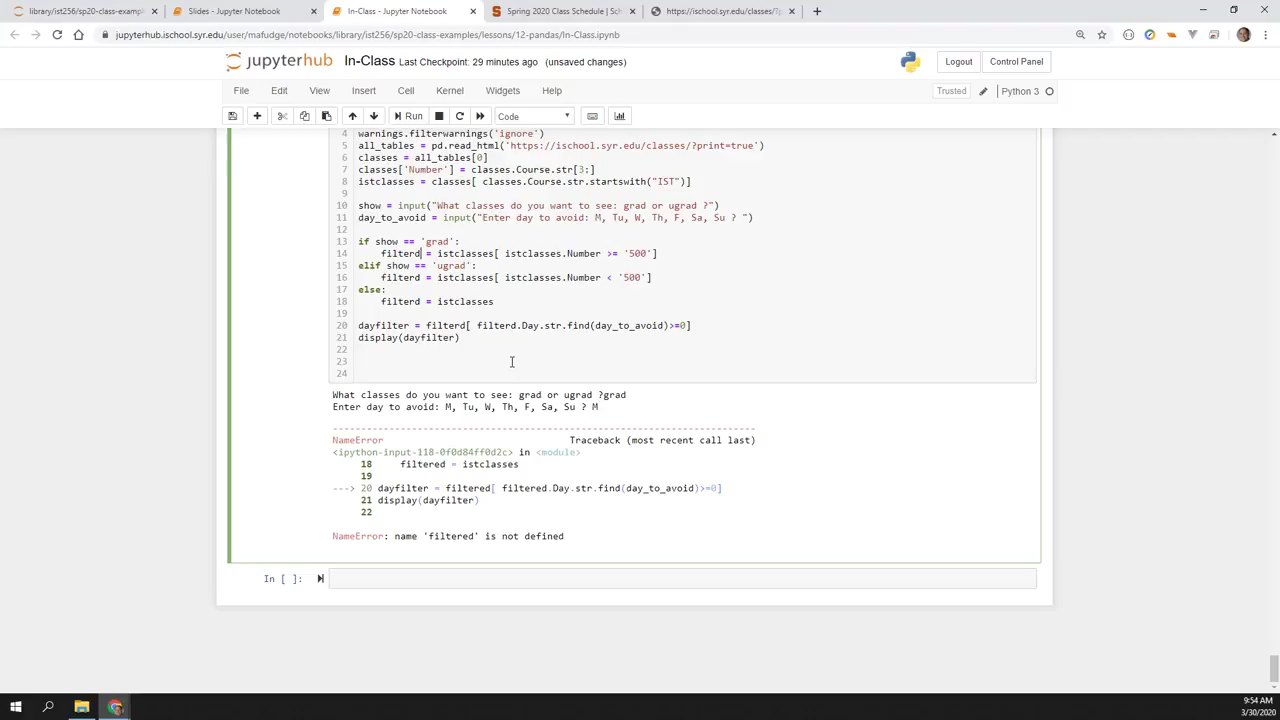 library/ist256/sp20-class-examp
Slides - Jupyter Notebook
In-Class - Jupyter Notebook
Spring 2020 Class Schedule | Sch
https://ischool.syr.edu/classes/?p
jupyterhub.ischool.syr.edu/user/mafudge/notebooks/library/ist256/sp20-class-examples/lessons/12-pandas/In-Class.ipynb
jupyterhub In-Class Last Checkpoint: 29 minutes ago (unsaved changes) Logout Control Panel
File Edit View Insert Cell Kernel Widgets Help Trusted Python 3
Run Code
4 warnings.filterwarnings('ignore')
5 all_tables = pd.read_html('https://ischool.syr.edu/classes/?print=true')
6 classes = all_tables[0]
7 classes['Number'] = classes.Course.str[3:]
8 istclasses = classes[ classes.Course.str.startswith("IST")]
9
10 show = input("What classes do you want to see: grad or ugrad ?")
11 day_to_avoid = input("Enter day to avoid: M, Tu, W, Th, F, Sa, Su ? ")
12
13 if show == 'grad':
14 filterd = istclasses[ istclasses.Number >= '500']
15 elif show == 'ugrad':
16 filterd = istclasses[ istclasses.Number < '500']
17 else:
18 filterd = istclasses
19
20 dayfilter = filterd[ filterd.Day.str.find(day_to_avoid)>=0]
21 display(dayfilter)
22
23
24
What classes do you want to see: grad or ugrad ?grad
Enter day to avoid: M, Tu, W, Th, F, Sa, Su ? M
---------------------------------------------------------------------------
NameError Traceback (most recent call last)
<ipython-input-118-0f0d84ff0d2c> in <module>
18 filtered = istclasses
19
---> 20 dayfilter = filtered[ filtered.Day.str.find(day_to_avoid)>=0]
21 display(dayfilter)
22
NameError: name 'filtered' is not defined
In [ ]:
9:54 AM
3/30/2020